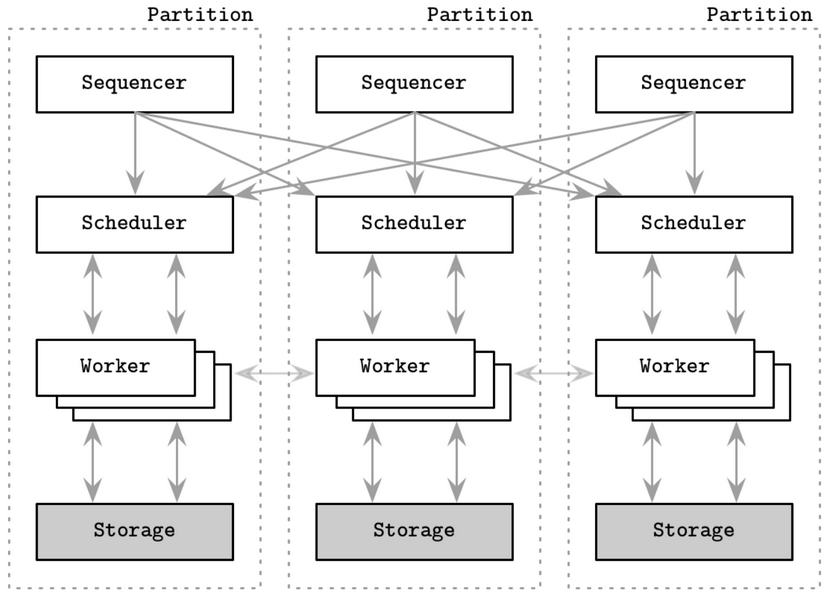 Partition Partition Partition
Sequencer Sequencer Sequencer
Scheduler Scheduler Scheduler
Worker Worker Worker
Storage Storage Storage